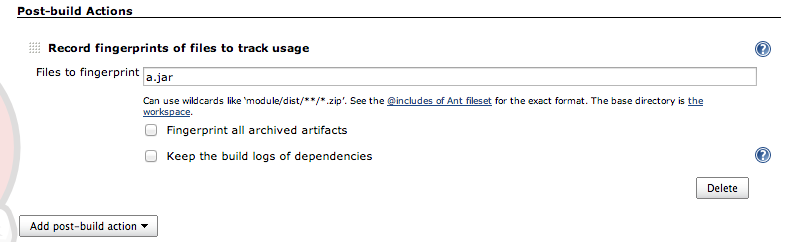 Post-build Actions
Record fingerprints of files to track usage
?
Files to fingerprint a.jar
Can use wildcards like 'module/dist/**/*.zip'. See the @includes of Ant fileset for the exact format. The base directory is the
workspace.
Fingerprint all archived artifacts
Keep the build logs of dependencies
?
Delete
Add post-build action